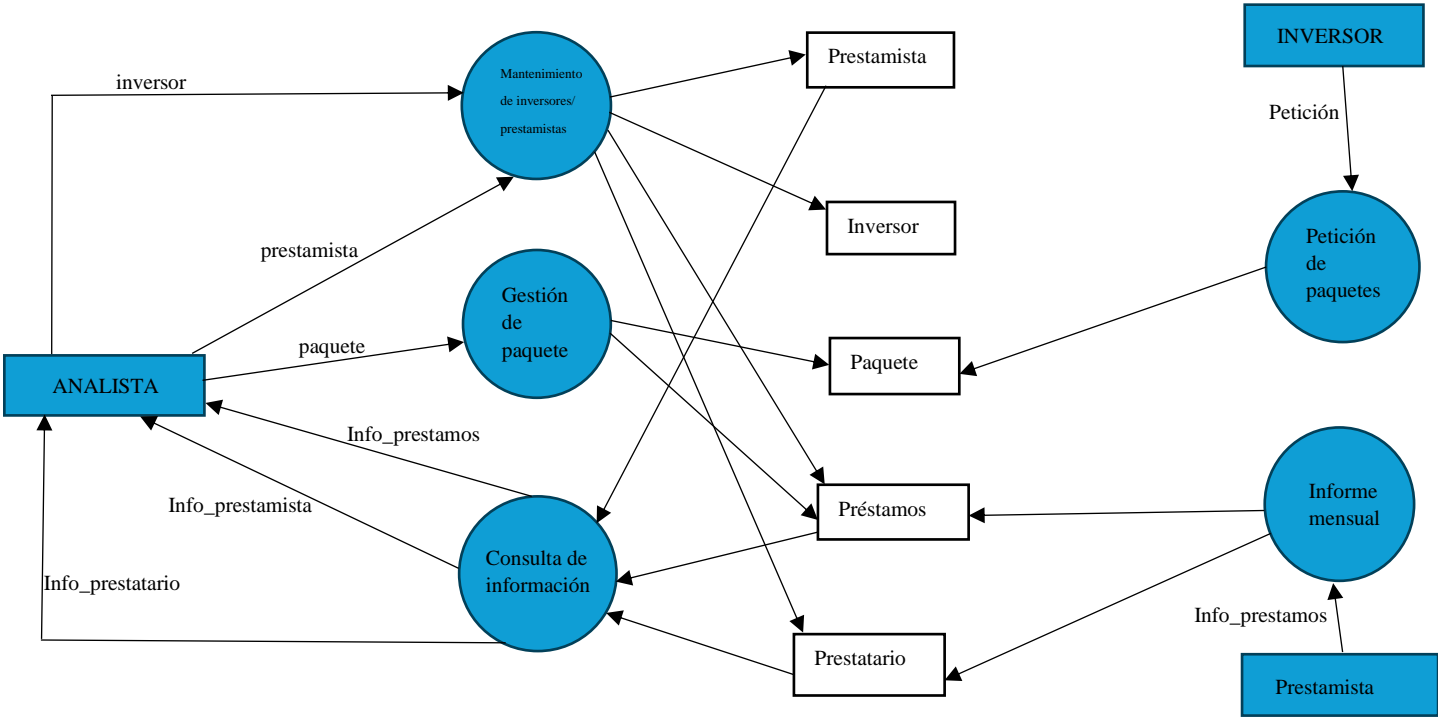 INVERSOR
Prestamista
inversor
Mantenimiento
de inversores/
prestamistas
Petición
Inversor
prestamista
Petición
de
paquetes
Gestión
de
paquete
paquete
Paquete
ANALISTA
Info_prestamos
Info_prestamista
Préstamos
Informe
mensual
Consulta de
información
Info_prestatario
Info_prestamos
Prestatario
Prestamista